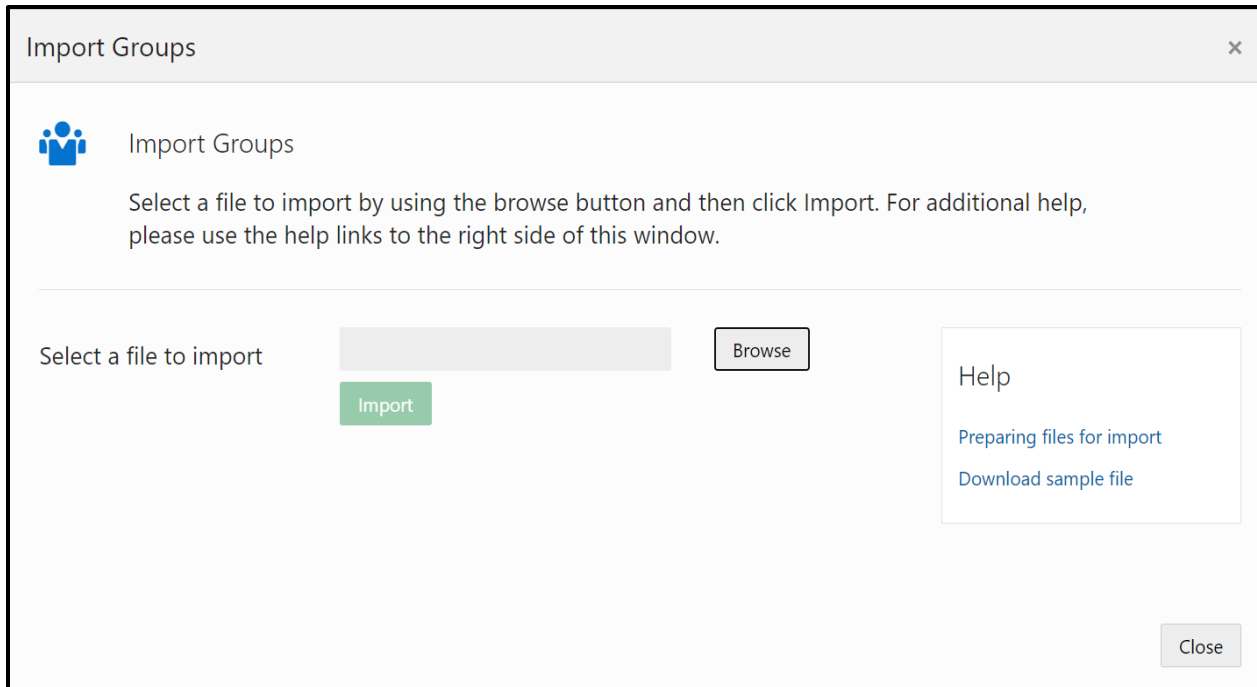 Import Groups
×
Import Groups
Select a file to import by using the browse button and then click Import. For additional help,
please use the help links to the right side of this window.
Select a file to import
Browse
Import
Help
Preparing files for import
Download sample file
Close